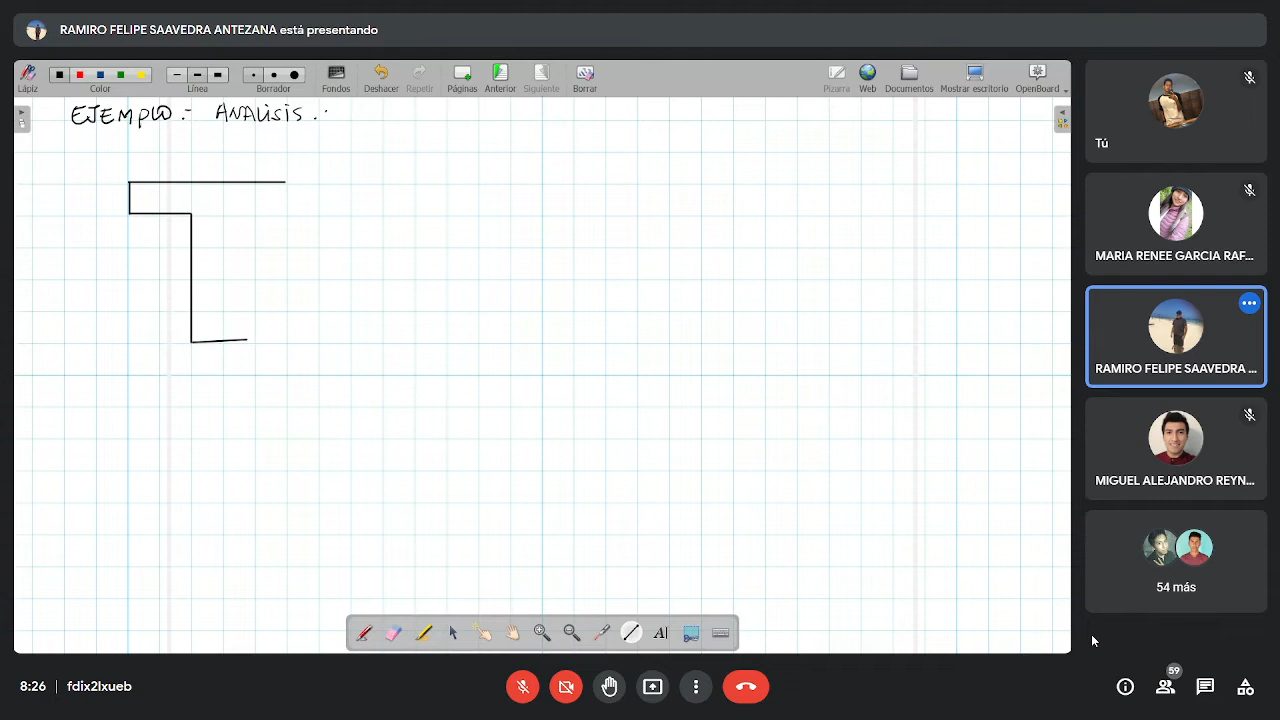 RAMIRO FELIPE SAAVEDRA ANTEZANA está presentando
Lápiz Color Línea Borrador Fondos Deshacer Repetir Páginas Anterior Siguiente Borrar Pizarra Web Documentos Mostrar escritorio OpenBoard
EJEMPLO :- ANALISIS :
Tú
MARIA RENEE GARCIA RAF...
RAMIRO FELIPE SAAVEDRA ...
MIGUEL ALEJANDRO REYN...
54 más
A
8:26 fdix2lxueb
59